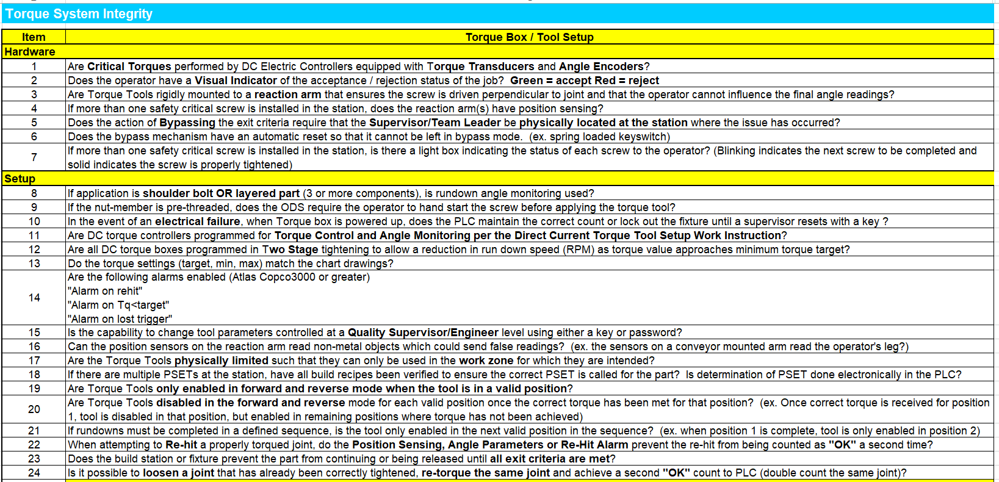 Torque System Integrity
Item Torque Box / Tool Setup
Hardware
1 Are Critical Torques performed by DC Electric Controllers equipped with Torque Transducers and Angle Encoders?
2 Does the operator have a Visual Indicator of the acceptance / rejection status of the job?  Green = accept Red = reject
3 Are Torque Tools rigidly mounted to a reaction arm that ensures the screw is driven perpendicular to joint and that the operator cannot influence the final angle readings?
4 If more than one safety critical screw is installed in the station, does the reaction arm(s) have position sensing?
5 Does the action of Bypassing the exit criteria require that the Supervisor/Team Leader be physically located at the station where the issue has occurred?
6 Does the bypass mechanism have an automatic reset so that it cannot be left in bypass mode.  (ex. spring loaded keyswitch)
7 If more than one safety critical screw is installed in the station, is there a light box indicating the status of each screw to the operator? (Blinking indicates the next screw to be completed and
solid indicates the screw is properly tightened)
Setup
8 If application is shoulder bolt OR layered part (3 or more components), is rundown angle monitoring used?
9 If the nut-member is pre-threaded, does the ODS require the operator to hand start the screw before applying the torque tool?
10 In the event of an electrical failure, when Torque box is powered up, does the PLC maintain the correct count or lock out the fixture until a supervisor resets with a key ?
11 Are DC torque controllers programmed for Torque Control and Angle Monitoring per the Direct Current Torque Tool Setup Work Instruction?
12 Are all DC torque boxes programmed in Two Stage tightening to allow a reduction in run down speed (RPM) as torque value approaches minimum torque target?
13 Do the torque settings (target, min, max) match the chart drawings?
14 Are the following alarms enabled (Atlas Copco3000 or greater)
"Alarm on rehit"
"Alarm on Tq<target"
"Alarm on lost trigger"
15 Is the capability to change tool parameters controlled at a Quality Supervisor/Engineer level using either a key or password?
16 Can the position sensors on the reaction arm read non-metal objects which could send false readings?  (ex. the sensors on a conveyor mounted arm read the operator's leg?)
17 Are the Torque Tools physically limited such that they can only be used in the work zone for which they are intended?
18 If there are multiple PSETs at the station, have all build recipes been verified to ensure the correct PSET is called for the part?  Is determination of PSET done electronically in the PLC?
19 Are Torque Tools only enabled in forward and reverse mode when the tool is in a valid position?
20 Are Torque Tools disabled in the forward and reverse mode for each valid position once the correct torque has been met for that position?  (ex. Once correct torque is received for position
1, tool is disabled in that position, but enabled in remaining positions where torque has not been achieved)
21 If rundowns must be completed in a defined sequence, is the tool only enabled in the next valid position in the sequence?  (ex. when position 1 is complete, tool is only enabled in position 2)
22 When attempting to Re-hit a properly torqued joint, do the Position Sensing, Angle Parameters or Re-Hit Alarm prevent the re-hit from being counted as "OK" a second time?
23 Does the build station or fixture prevent the part from continuing or being released until all exit criteria are met?
24 Is it possible to loosen a joint that has already been correctly tightened, re-torque the same joint and achieve a second "OK" count to PLC (double count the same joint)?